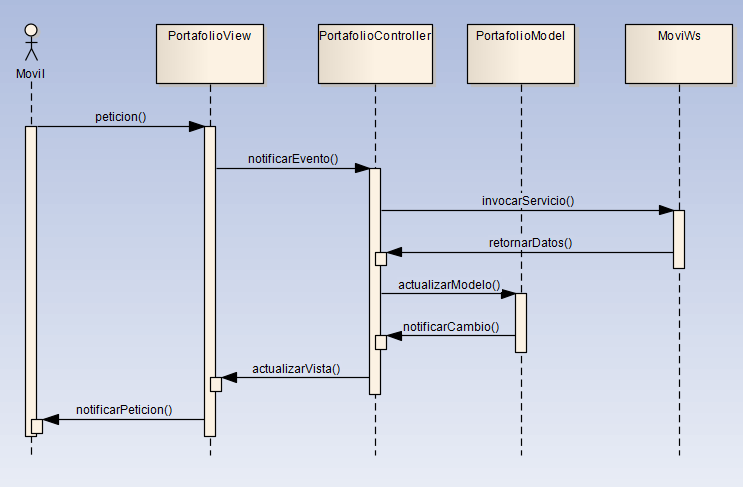 PortafolioView
PortafolioController
PortafolioModel
MoviWs
Movil
peticion()
notificarEvento()
invocarServicio()
retornarDatos()
actualizarModelo()
notificarCambio()
actualizarVista()
notificarPeticion()